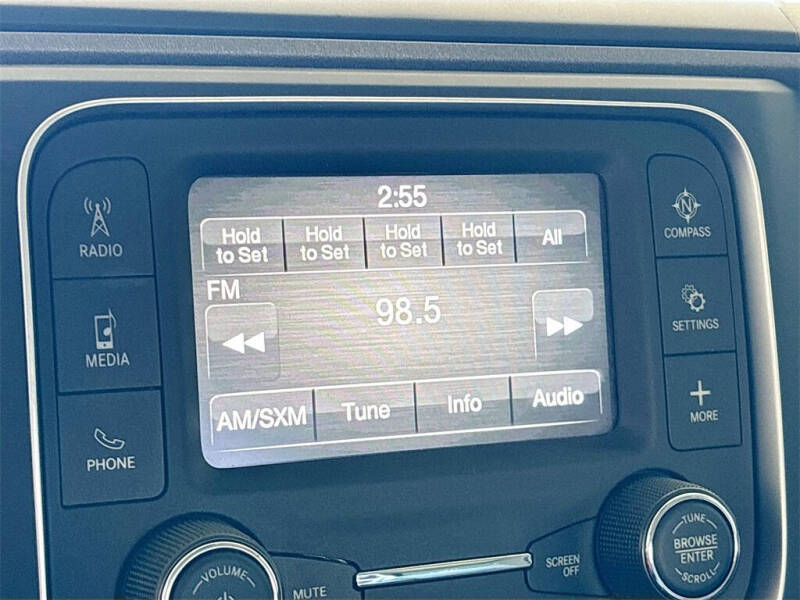 2:55
Hold to Set
Hold to Set
Hold to Set
Hold to Set
All
FM
98.5
AM/SXM
Tune
Info
Audio
RADIO
MEDIA
PHONE
N
COMPASS
SETTINGS
MORE
VOLUME
MUTE
SCREEN
OFF
TUNE
BROWSE
ENTER
SCROLL